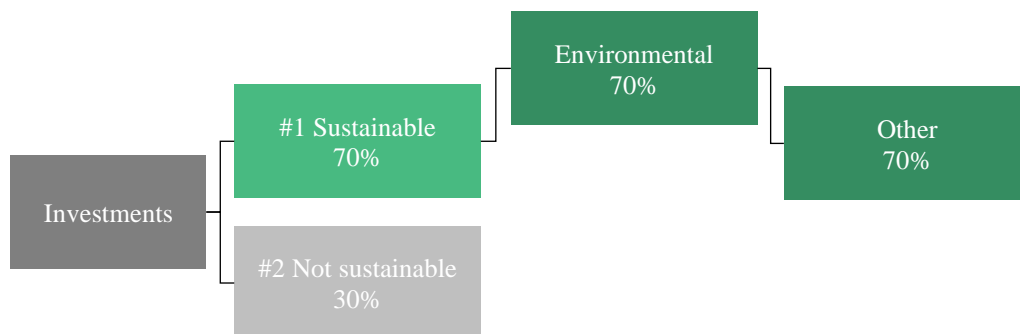 Investments
#1 Sustainable
70%
#2 Not sustainable
30%
Environmental
70%
Other
70%